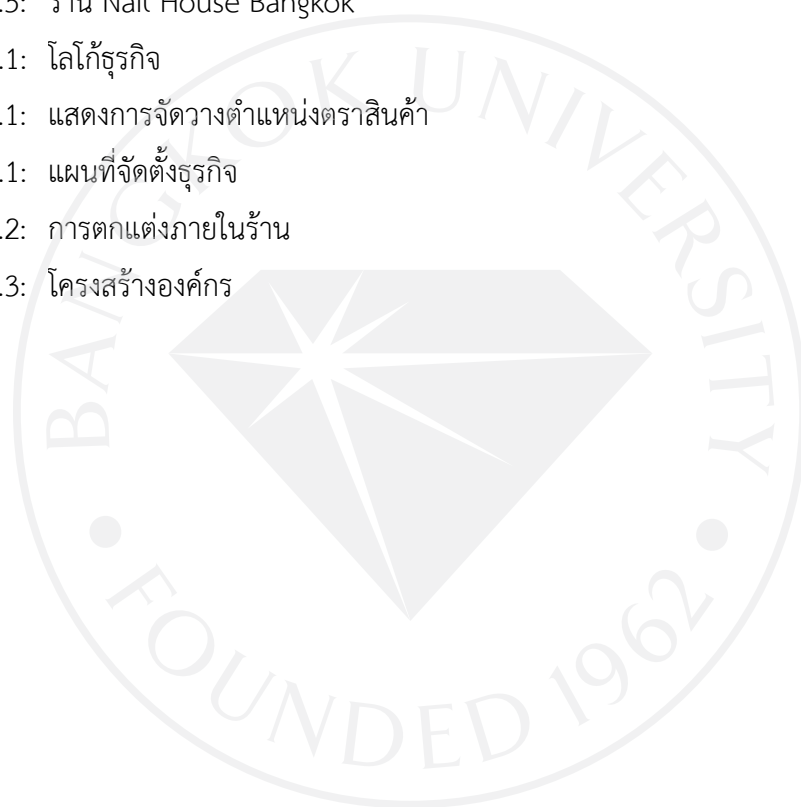 .5: ร้าน Nail House Bangkok
.1: โลโก้ธุรกิจ
.1: แสดงการจัดวางตำแหน่งตราสินค้า
.1: แผนที่จัดตั้งธุรกิจ
.2: การตกแต่งภายในร้าน
.3: โครงสร้างองค์กร
BANGKOK UNIVERSITY
FOUNDED 1962